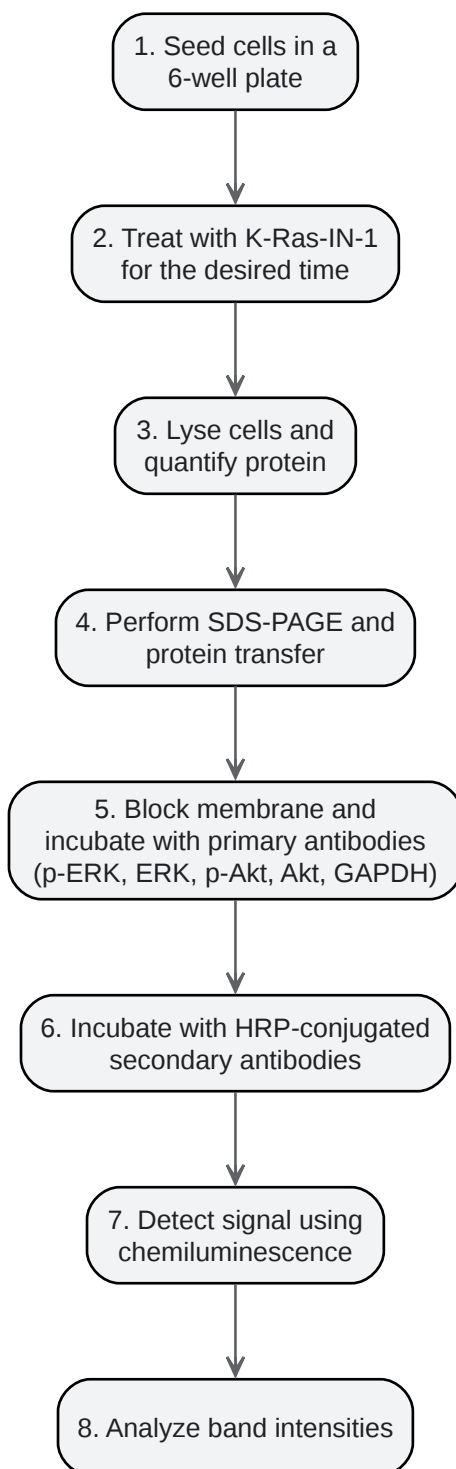 1. Seed cells in a
6-well plate
2. Treat with K-Ras-IN-1
for the desired time
3. Lyse cells and
quantify protein
4. Perform SDS-PAGE and
protein transfer
5. Block membrane and
incubate with primary antibodies
(p-ERK, ERK, p-Akt, Akt, GAPDH)
6. Incubate with HRP-conjugated
secondary antibodies
7. Detect signal using
chemiluminescence
8. Analyze band intensities